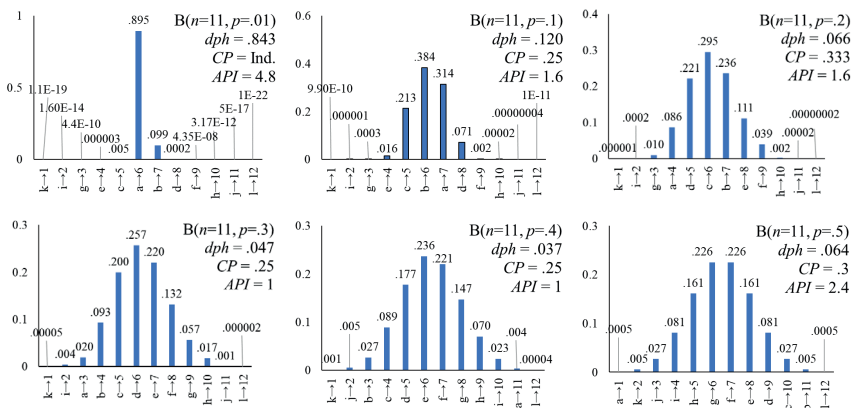 B(n=11, p=.01)
dph = .843
CP = Ind.
API = 4.8
1
0.5
0
1.1E-19
1.60E-14
4.4E-10
.000003
.005
.895
.099
.0002
4.35E-08
3.17E-12
5E-17
1E-22
k→1 i→2 g→3 e→4 c→5 a→6 b→7 d→8 f→9 h→10 j→11 l→12
B(n=11, p=.1)
dph = .120
CP = .25
API = 1.6
0.6
0.4
0.2
0
9.90E-10
.000001
.0003
.016
.213
.384
.314
.071
.002
.00002
.00000004
1E-11
k→1 i→2 g→3 e→4 c→5 b→6 a→7 d→8 f→9 h→10 j→11 l→12
B(n=11, p=.2)
dph = .066
CP = .333
API = 1.6
0.4
0.3
0.2
0.1
0
.000001
.0002
.010
.086
.221
.295
.236
.111
.039
.002
.00002
.00000002
k→1 i→2 g→3 a→4 d→5 c→6 b→7 e→8 f→9 h→10 j→11 l→12
B(n=11, p=.3)
dph = .047
CP = .25
API = 1
0.3
0.2
0.1
0
.00005
.004
.020
.093
.200
.257
.220
.132
.057
.017
.001
.000002
k→1 i→2 a→3 b→4 c→5 d→6 e→7 f→8 g→9 h→10 j→11 l→12
B(n=11, p=.4)
dph = .037
CP = .25
API = 1
0.3
0.2
0.1
0
.001
.005
.027
.089
.177
.236
.221
.147
.070
.023
.004
.00004
k→1 j→2 b→3 c→4 d→5 e→6 f→7 g→8 h→9 i→10 a→11 l→12
B(n=11, p=.5)
dph = .064
CP = .3
API = 2.4
0.3
0.2
0.1
0
.0005
.005
.027
.081
.161
.226
.226
.161
.081
.027
.005
.0005
a→1 k→2 j→3 i→4 h→5 g→6 f→7 e→8 d→9 →10 →11 l→12